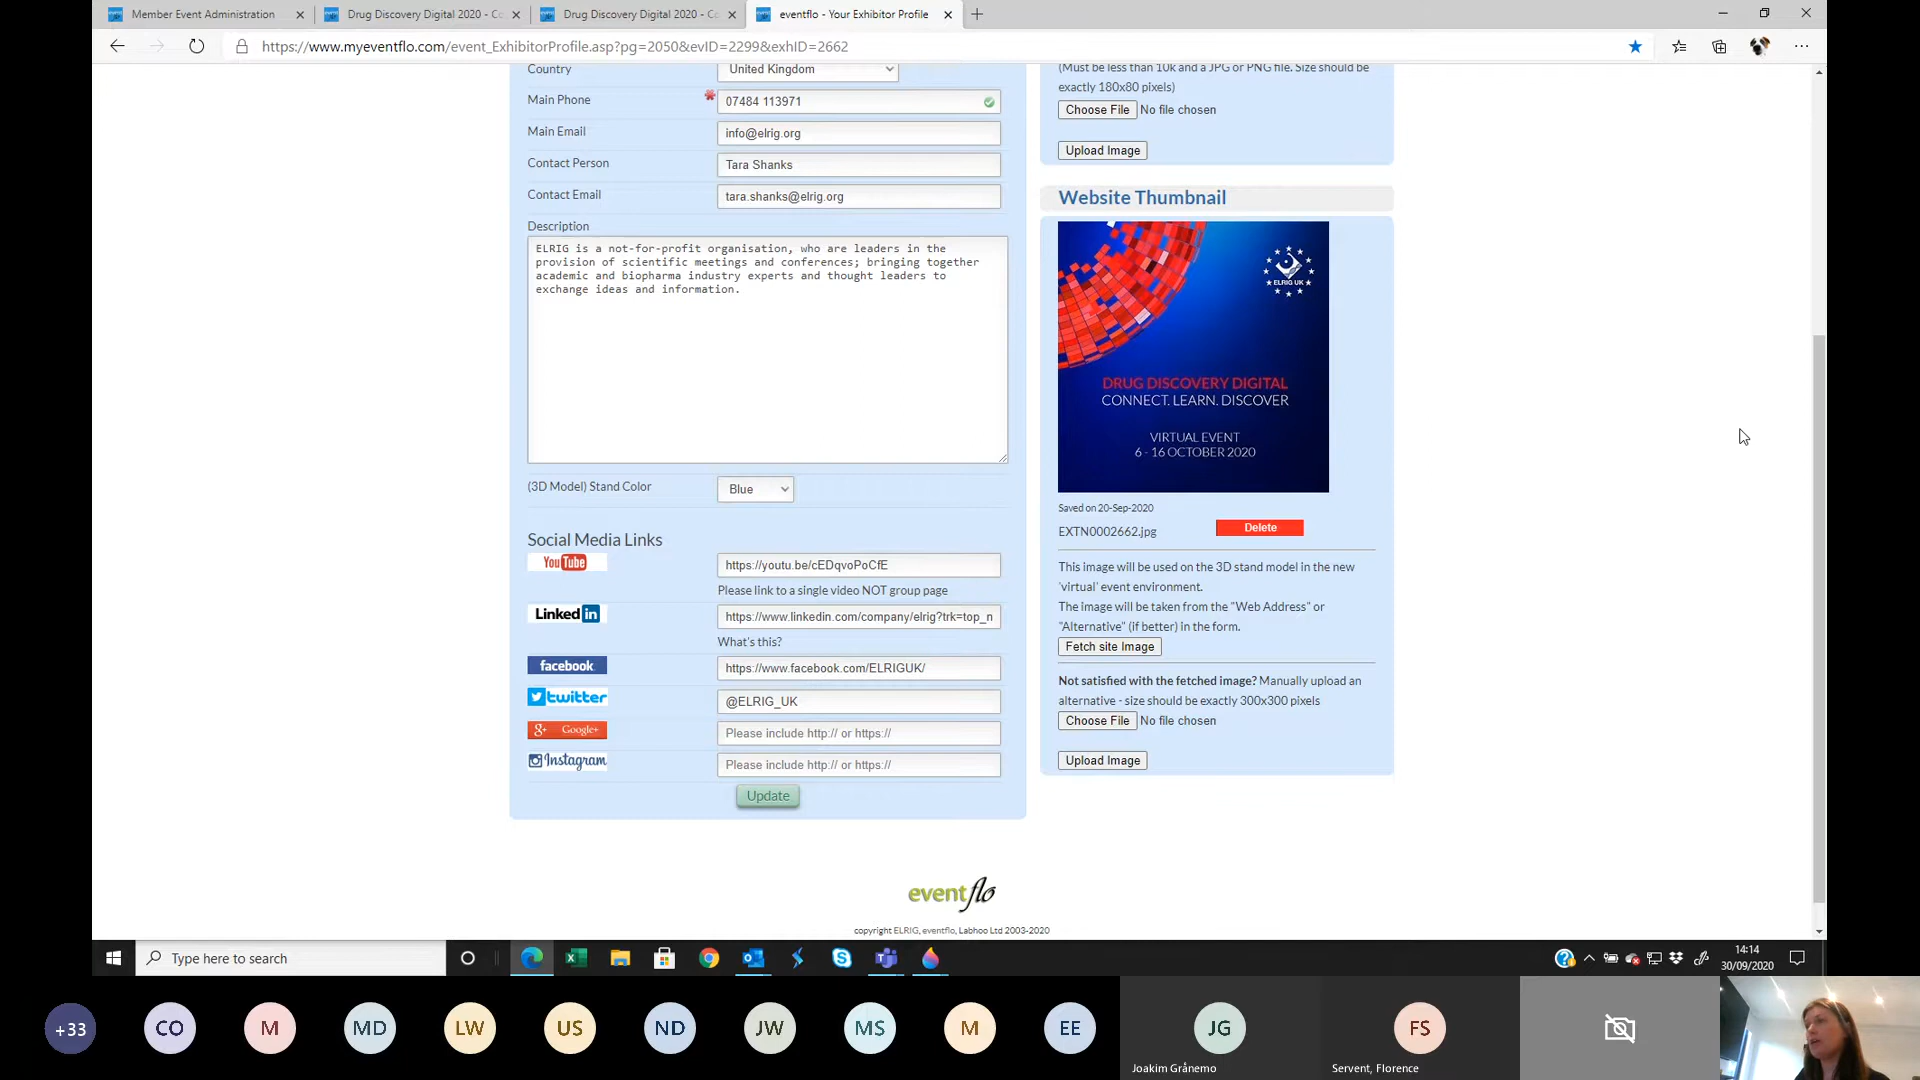 Member Event Administration
Drug Discovery Digital 2020 - Co
Drug Discovery Digital 2020 - Co
eventflo - Your Exhibitor Profile
https://www.myeventflo.com/event_ExhibitorProfile.asp?pg=2050&evID=2299&exhID=2662
Country
United Kingdom
Main Phone
07484 113971
Main Email
info@elrig.org
Contact Person
Tara Shanks
Contact Email
tara.shanks@elrig.org
Description
ELRIG is a not-for-profit organisation, who are leaders in the
provision of scientific meetings and conferences; bringing together
academic and biopharma industry experts and thought leaders to
exchange ideas and information.
(3D Model) Stand Color
Blue
Social Media Links
YouTube
https://youtu.be/cEDqvoPoCfE
Please link to a single video NOT group page
Linked in
https://www.linkedin.com/company/elrig?trk=top_n
What's this?
facebook
https://www.facebook.com/ELRIGUK/
twitter
@ELRIG_UK
g+ Google+
Please include http:// or https://
Instagram
Please include http:// or https://
Update
(Must be less than 10k and a JPG or PNG file. Size should be
exactly 180x80 pixels)
Choose File No file chosen
Upload Image
Website Thumbnail
ELRIG UK
DRUG DISCOVERY DIGITAL
CONNECT. LEARN. DISCOVER
VIRTUAL EVENT
6 - 16 OCTOBER 2020
Saved on 20-Sep-2020
EXTN0002662.jpg
Delete
This image will be used on the 3D stand model in the new
'virtual' event environment.
The image will be taken from the "Web Address" or
"Alternative" (if better) in the form.
Fetch site Image
Not satisfied with the fetched image? Manually upload an
alternative - size should be exactly 300x300 pixels
Choose File No file chosen
Upload Image
eventflo
copyright ELRIG, eventflo, Labhoo Ltd 2003-2020
Type here to search
14:14
30/09/2020
+33
CO
M
MD
LW
US
ND
JW
MS
M
EE
JG
Joakim Grånemo
FS
Servent, Florence